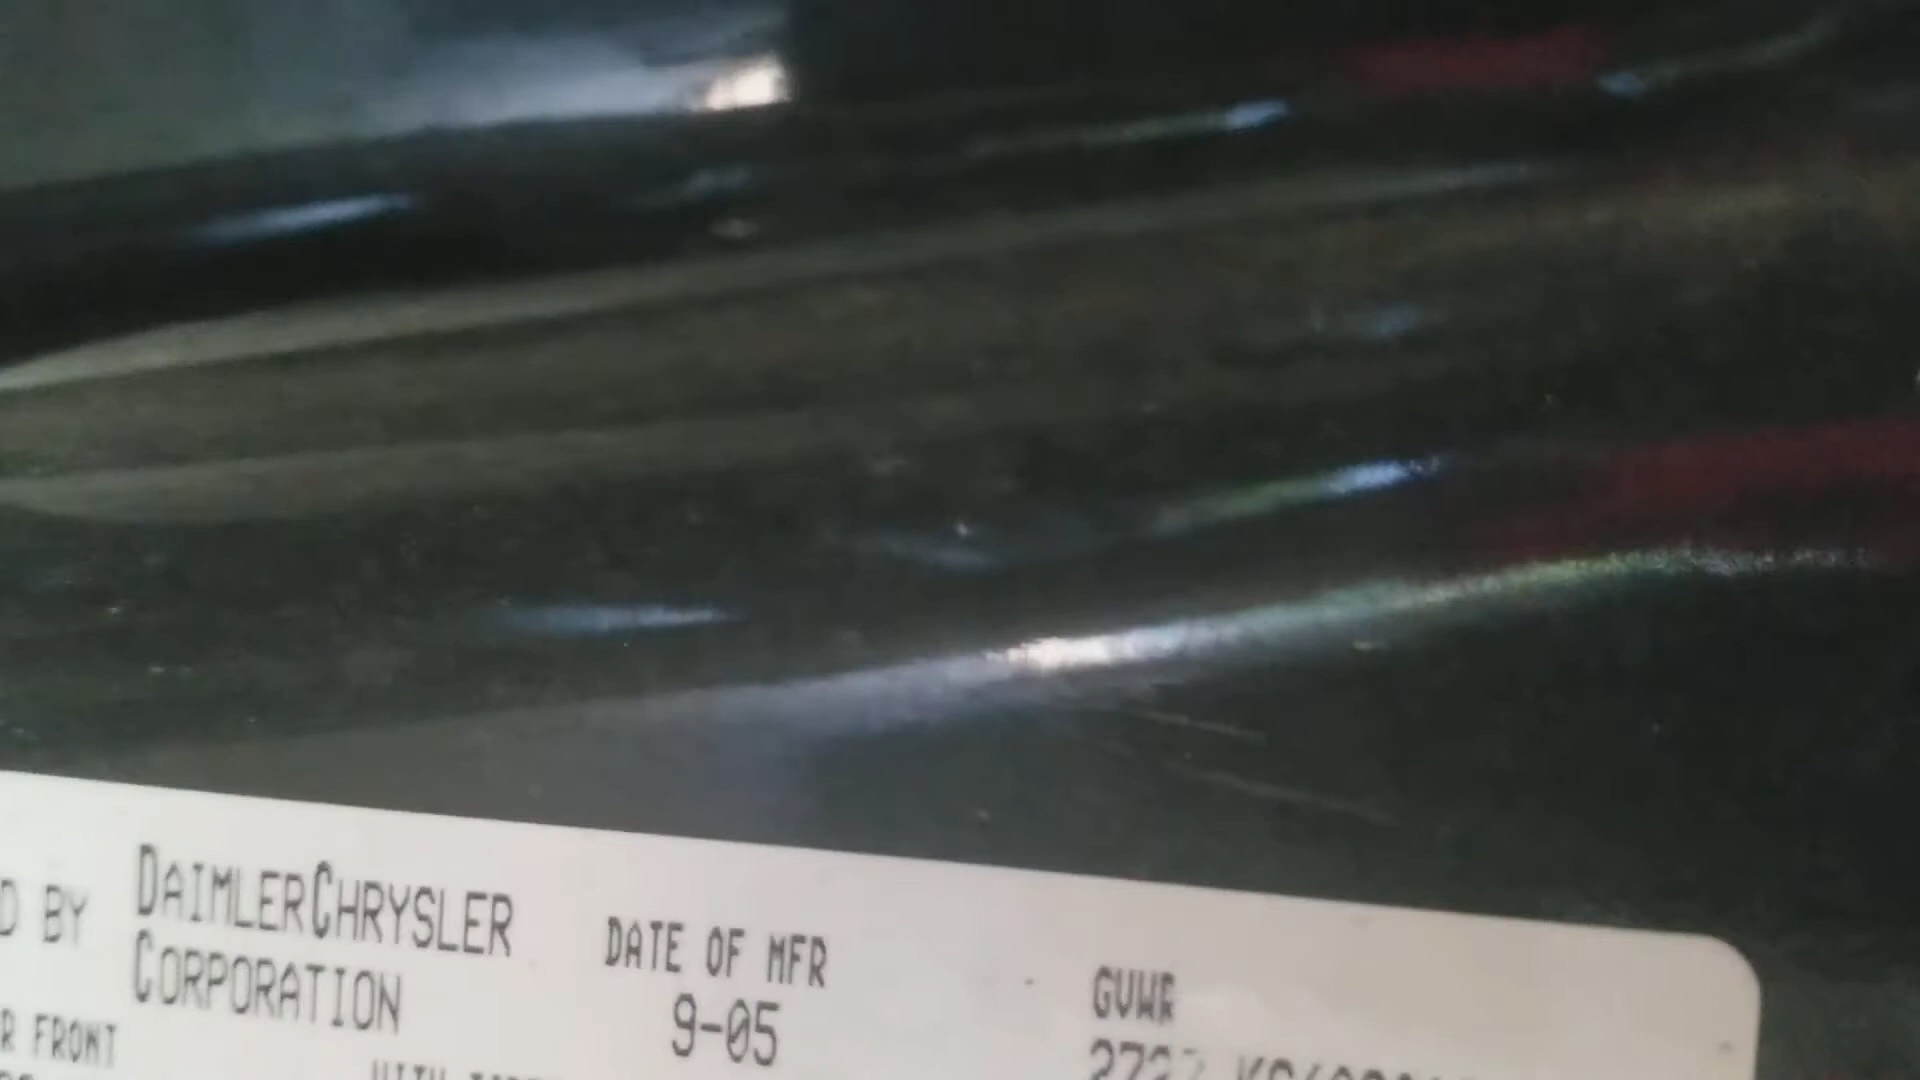 D BY DAIMLERCHRYSLER
CORPORATION
DATE OF MFR
9-05
GVWR
R FRONT